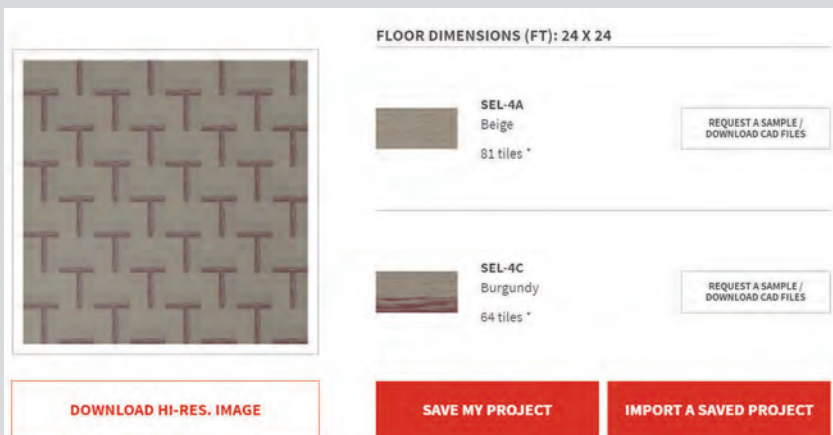 FLOOR DIMENSIONS (FT): 24 X 24
SEL-4A
Beige
81 tiles *
REQUEST A SAMPLE /
DOWNLOAD CAD FILES
SEL-4C
Burgundy
64 tiles *
REQUEST A SAMPLE /
DOWNLOAD CAD FILES
DOWNLOAD HI-RES. IMAGE
SAVE MY PROJECT
IMPORT A SAVED PROJECT